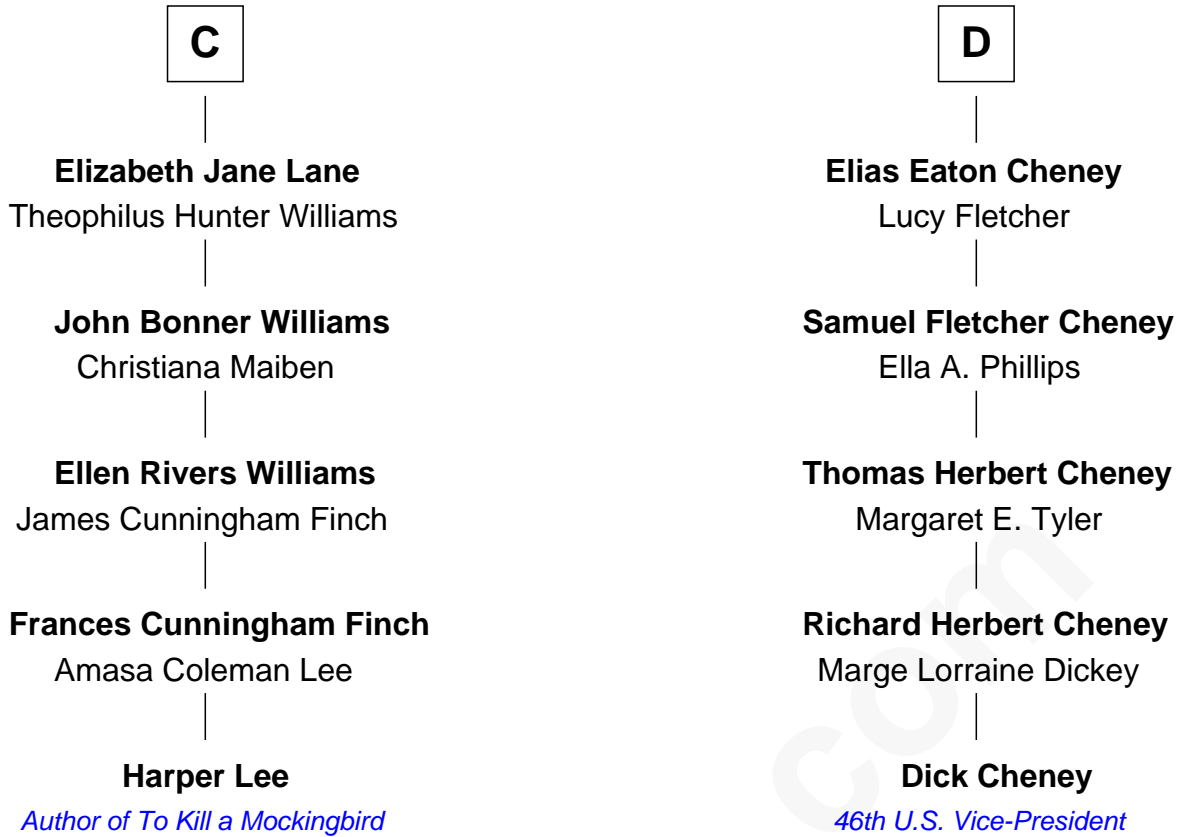 C
Elizabeth Jane Lane
Theophilus Hunter Williams
John Bonner Williams
Christiana Maiben
Ellen Rivers Williams
James Cunningham Finch
Frances Cunningham Finch
Amasa Coleman Lee
Harper Lee
Author of To Kill a Mockingbird
D
Elias Eaton Cheney
Lucy Fletcher
Samuel Fletcher Cheney
Ella A. Phillips
Thomas Herbert Cheney
Margaret E. Tyler
Richard Herbert Cheney
Marge Lorraine Dickey
Dick Cheney
46th U.S. Vice-President
com